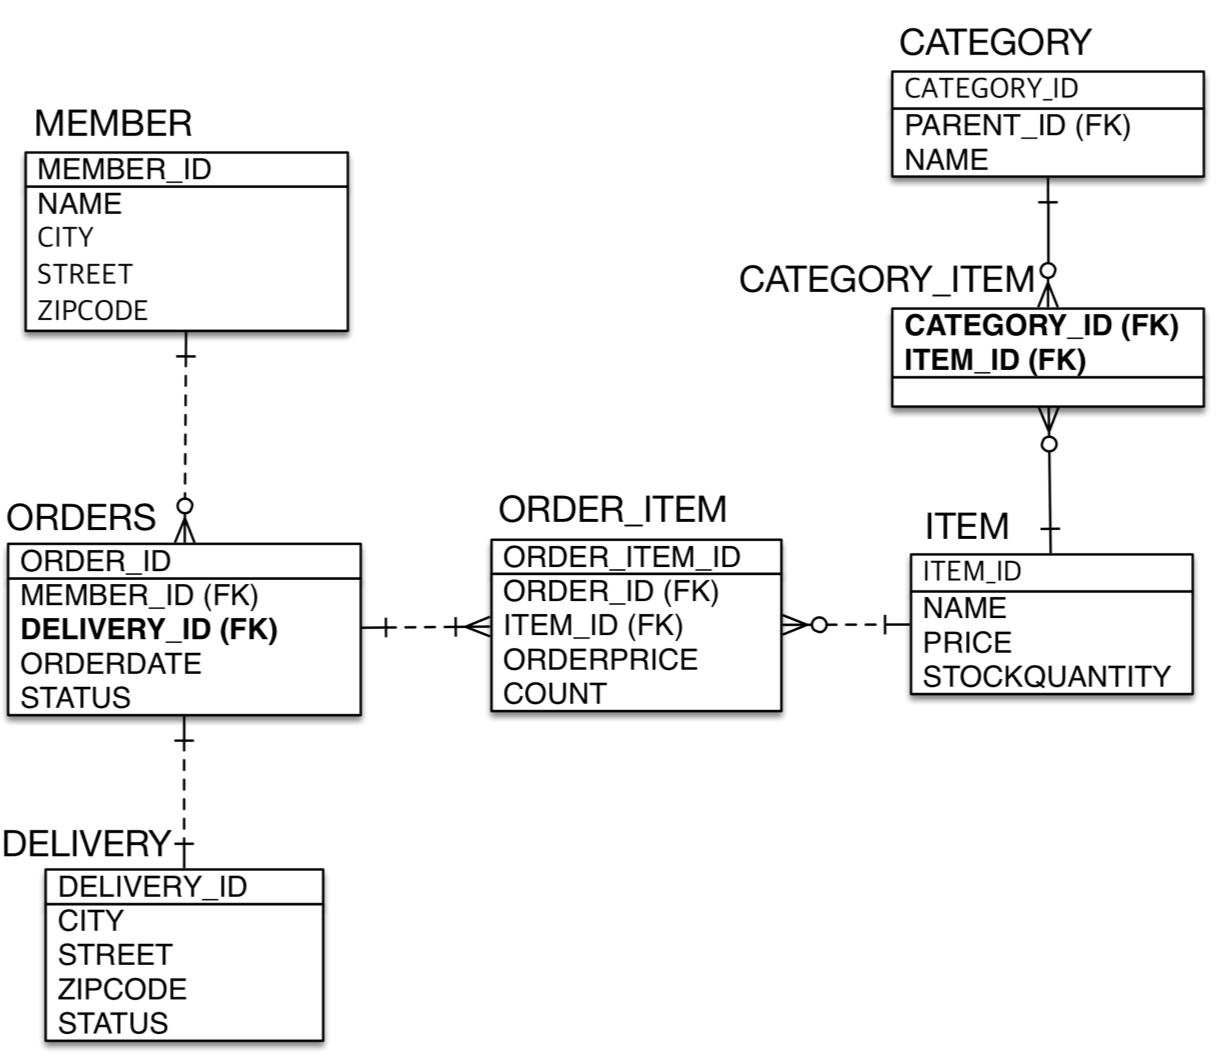 MEMBER
MEMBER_ID
NAME
CITY
STREET
ZIPCODE
ORDERS
ORDER_ID
MEMBER_ID (FK)
DELIVERY_ID (FK)
ORDERDATE
STATUS
DELIVERY
DELIVERY_ID
CITY
STREET
ZIPCODE
STATUS
ORDER_ITEM
ORDER_ITEM_ID
ORDER_ID (FK)
ITEM_ID (FK)
ORDERPRICE
COUNT
CATEGORY
CATEGORY_ID
PARENT_ID (FK)
NAME
CATEGORY_ITEM
CATEGORY_ID (FK)
ITEM_ID (FK)
ITEM
ITEM_ID
NAME
PRICE
STOCKQUANTITY